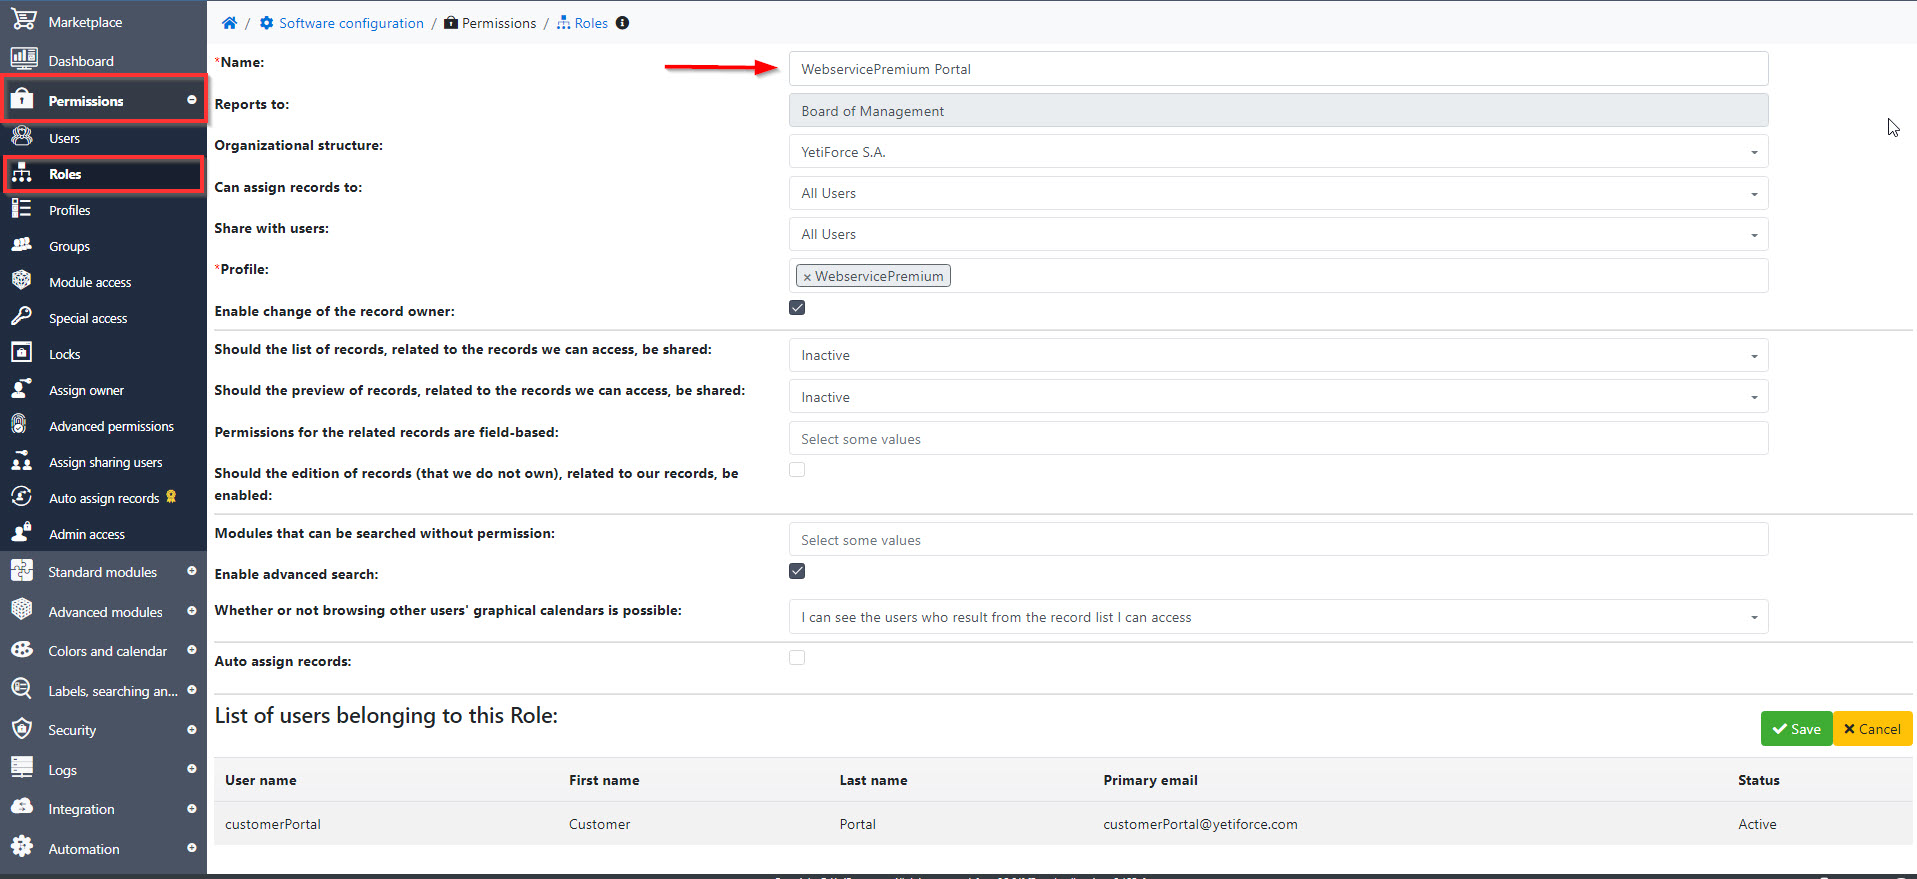 Marketplace
Dashboard
Permissions
Users
Roles
Profiles
Groups
Module access
Special access
Locks
Assign owner
Advanced permissions
Assign sharing users
Auto assign records
Admin access
Standard modules
Advanced modules
Colors and calendar
Labels, searching an...
Security
Logs
Integration
Automation
/ Software configuration / Permissions / Roles
*Name: WebservicePremium Portal
Reports to: Board of Management
Organizational structure: YetiForce S.A.
Can assign records to: All Users
Share with users: All Users
*Profile: × WebservicePremium
Enable change of the record owner:
Should the list of records, related to the records we can access, be shared: Inactive
Should the preview of records, related to the records we can access, be shared: Inactive
Permissions for the related records are field-based: Select some values
Should the edition of records (that we do not own), related to our records, be
enabled:
Modules that can be searched without permission: Select some values
Enable advanced search:
Whether or not browsing other users' graphical calendars is possible: I can see the users who result from the record list I can access
Auto assign records:
List of users belonging to this Role:
Save Cancel
User name First name Last name Primary email Status
customerPortal Customer Portal customerPortal@yetiforce.com Active